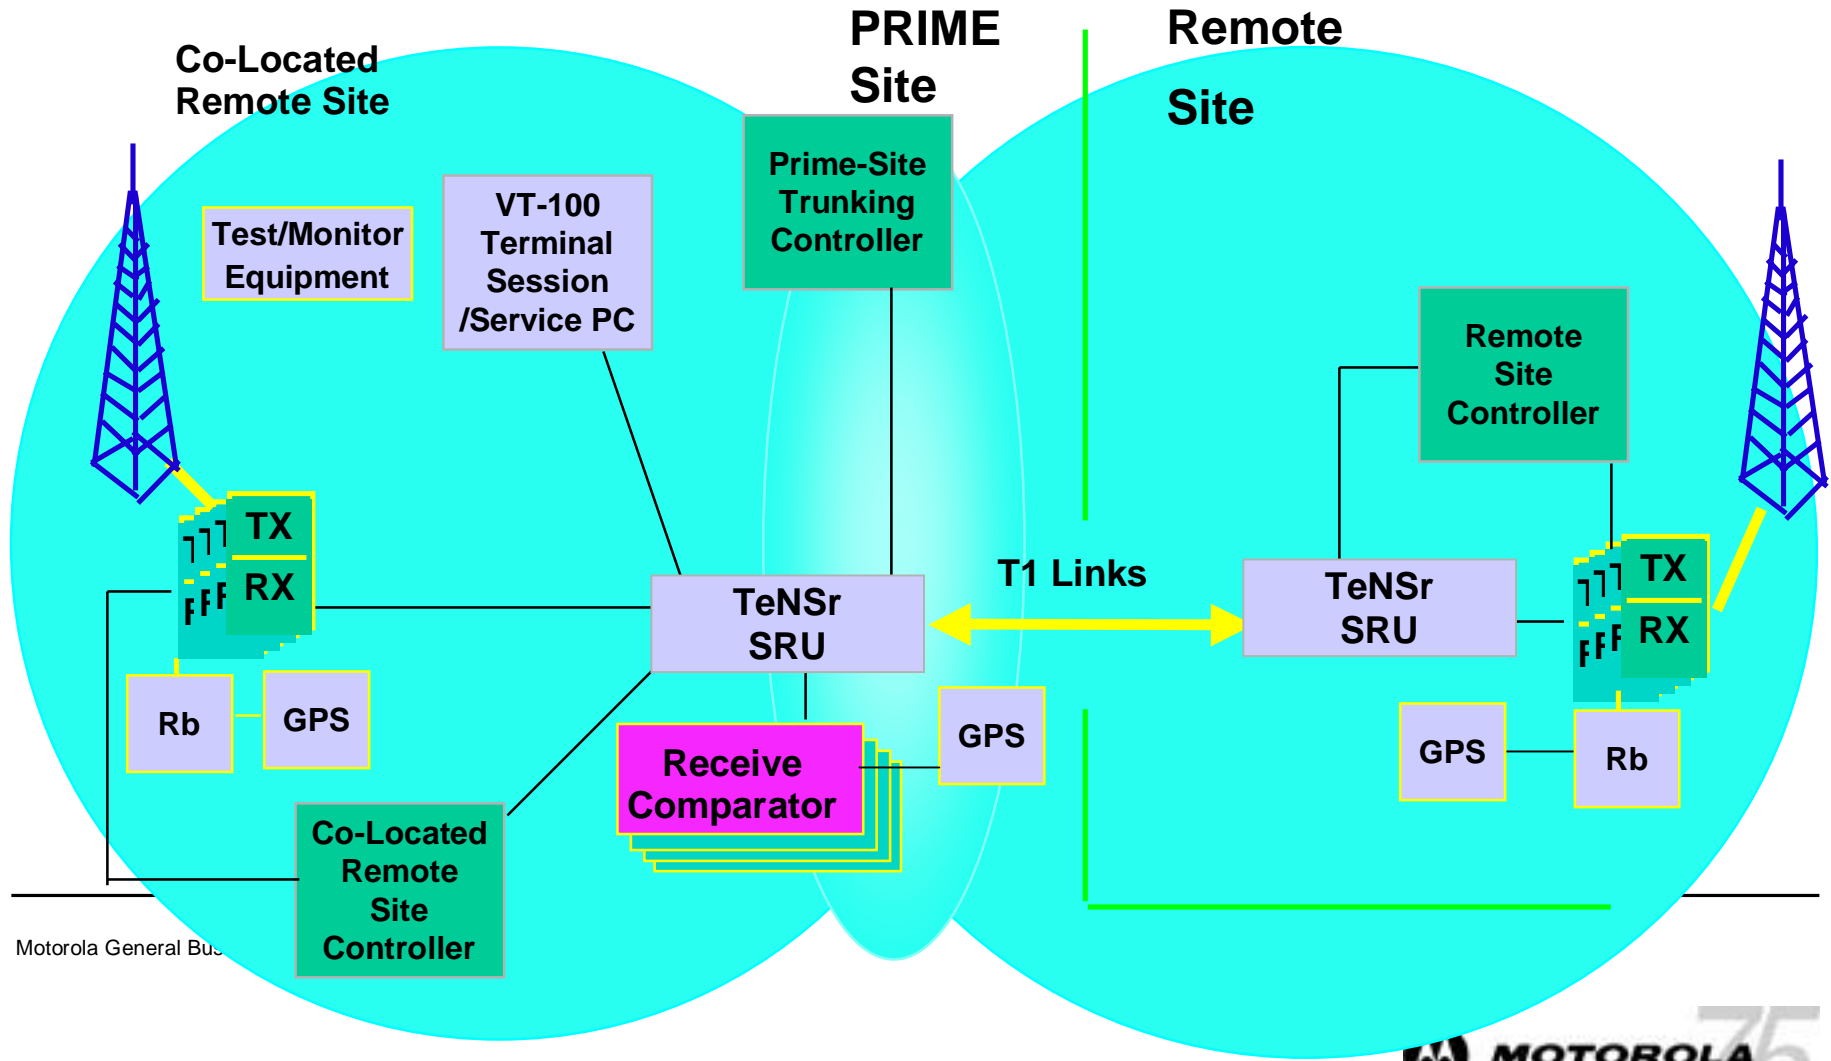 PRIME
Site
Remote
Site
Co-Located
Remote Site
Test/Monitor
Equipment
VT-100
Terminal
Session
/Service PC
Prime-Site
Trunking
Controller
Remote
Site
Controller
TX
RX
T
T
T
Rb
GPS
TeNSr
SRU
T1 Links
TeNSr
SRU
TX
RX
GPS
Rb
Receive
Comparator
GPS
Co-Located
Remote
Site
Controller
Motorola General
75
MOTOROLA